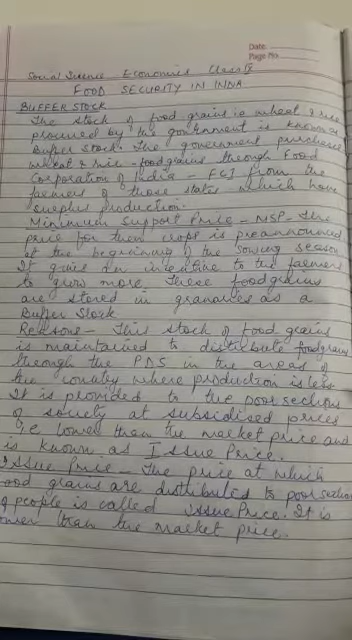 Date
Page No.
Social Science Economics Class IX
FOOD SECURITY IN INDIA
BUFFER STOCK
The stock of food grains ie wheat & rice
procured by the government is known as
Buffer Stock. The government purchases
wheat & rice - foodgrains through Food
Corporation of India - FCI from the
farmers of those states which have
surplus production.
Minimum Support Price - MSP - The
price for their crops is preannounced
at the beginning of the sowing season
It gives an incentive to the farmers
to grow more. These foodgrains
are stored in granaries as a
Buffer Stock
Reasons - This stock of food grains
is maintained to distribute foodgrains
through the PDS in the areas of
the country where production is less.
It is provided to the poor section
of society at subsidised prices
i.e lower than the market price and
is known as Issue Price.
Issue Price - The price at which
ood grains are distributed to poor section
of people is called issue Price. It is
ower than the market price.